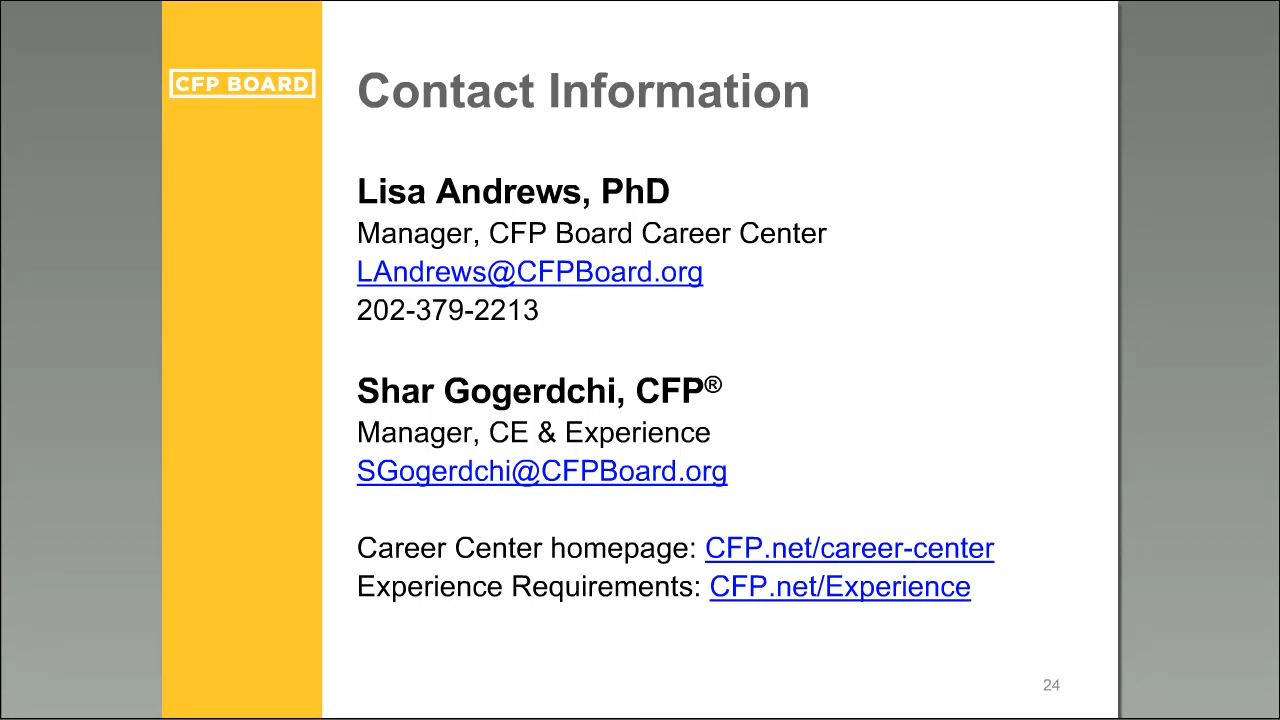 CFP BOARD
Contact Information
Lisa Andrews, PhD
Manager, CFP Board Career Center
LAndrews@CFPBoard.org
202-379-2213
Shar Gogerdchi, CFP®
Manager, CE & Experience
SGogerdchi@CFPBoard.org
Career Center homepage: CFP.net/career-center
Experience Requirements: CFP.net/Experience
24